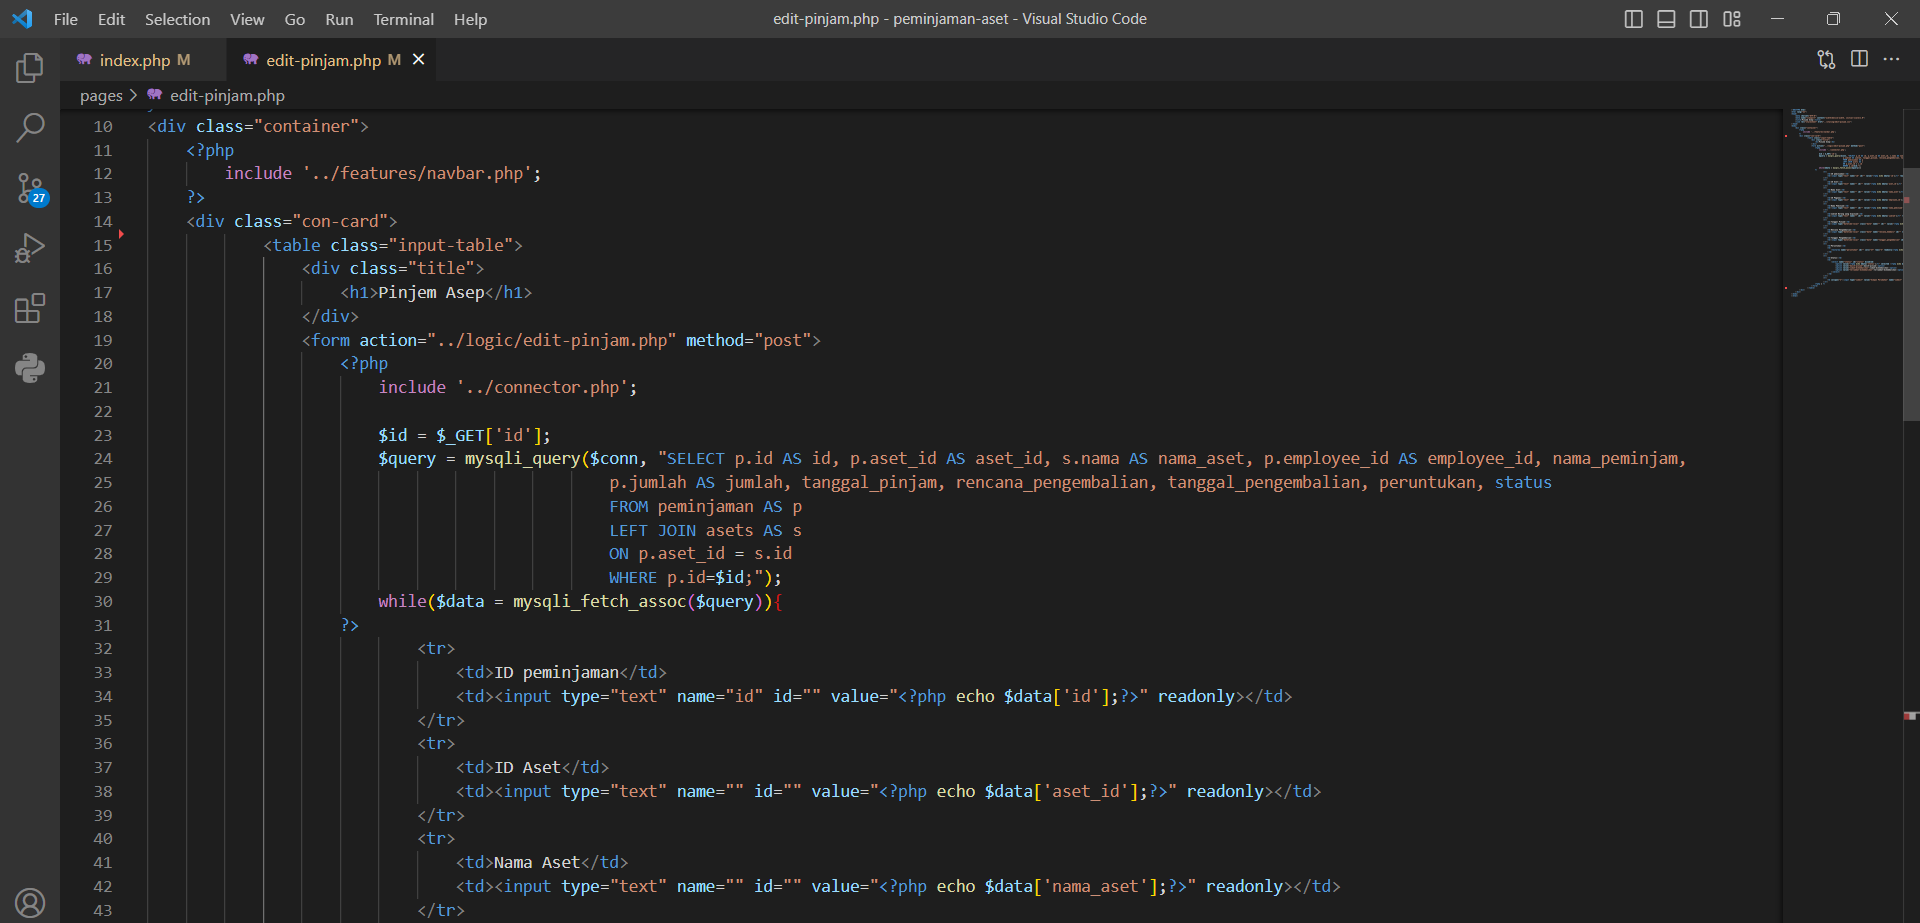 File Edit Selection View Go Run Terminal Help
edit-pinjam.php - peminjaman-aset - Visual Studio Code
index.php M
edit-pinjam.php M
pages > edit-pinjam.php
27
10 <div class="container">
11 <?php
12 include '../features/navbar.php';
13 ?>
14 <div class="con-card">
15 <table class="input-table">
16 <div class="title">
17 <h1>Pinjem Asep</h1>
18 </div>
19 <form action="../logic/edit-pinjam.php" method="post">
20 <?php
21 include '../connector.php';
22
23 $id = $_GET['id'];
24 $query = mysqli_query($conn, "SELECT p.id AS id, p.aset_id AS aset_id, s.nama AS nama_aset, p.employee_id AS employee_id, nama_peminjam,
25 p.jumlah AS jumlah, tanggal_pinjam, rencana_pengembalian, tanggal_pengembalian, peruntukan, status
26 FROM peminjaman AS p
27 LEFT JOIN asets AS s
28 ON p.aset_id = s.id
29 WHERE p.id=$id;");
30 while($data = mysqli_fetch_assoc($query)){
31 ?>
32 <tr>
33 <td>ID peminjaman</td>
34 <td><input type="text" name="id" id="" value="<?php echo $data['id'];?>" readonly></td>
35 </tr>
36 <tr>
37 <td>ID Aset</td>
38 <td><input type="text" name="" id="" value="<?php echo $data['aset_id'];?>" readonly></td>
39 </tr>
40 <tr>
41 <td>Nama Aset</td>
42 <td><input type="text" name="" id="" value="<?php echo $data['nama_aset'];?>" readonly></td>
43 </tr>